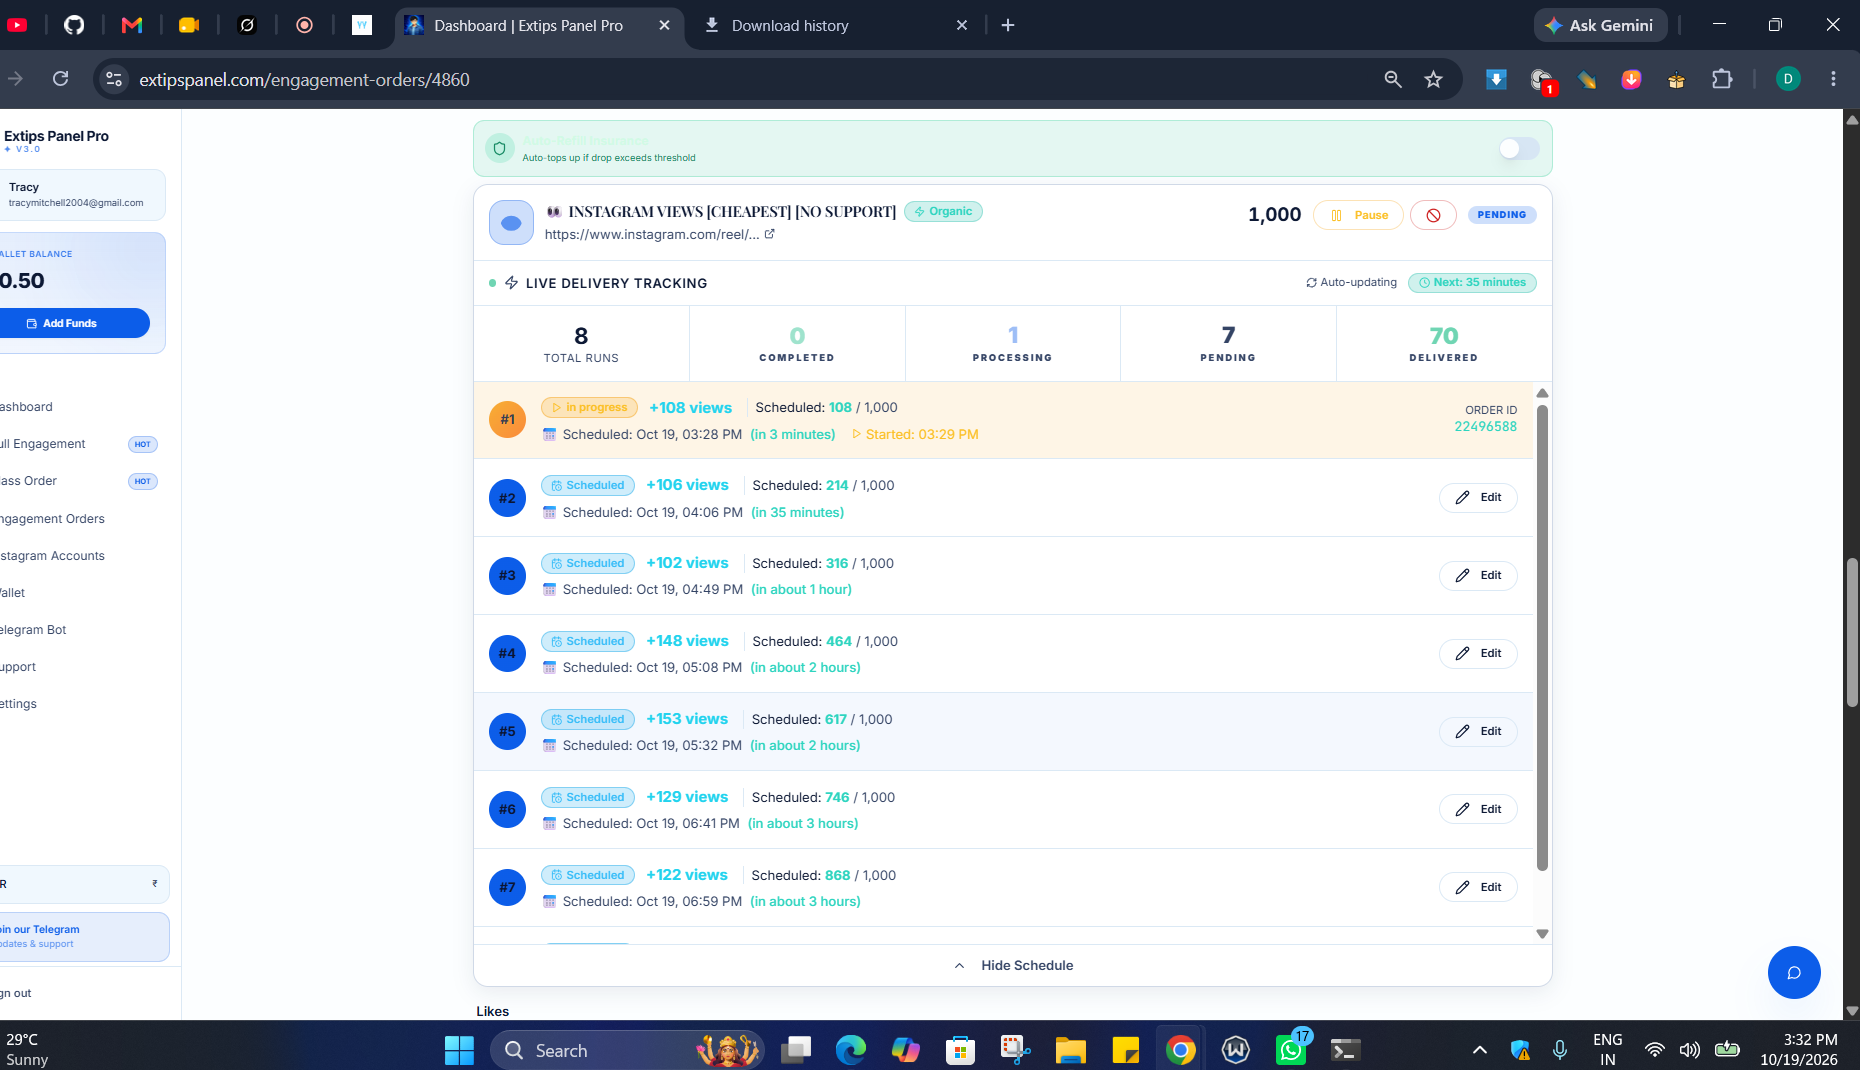 Dashboard | Extips Panel Pro
Download history
Ask Gemini
extipspanel.com/engagement-orders/4860
1
D
Extips Panel Pro
V3.0
Tracy
tracymitchell2004@gmail.com
ALLET BALANCE
0.50
Add Funds
ashboard
ull Engagement HOT
ass Order HOT
ngagement Orders
stagram Accounts
allet
elegram Bot
upport
ettings
R ₹
oin our Telegram
pdates & support
gn out
Auto-Refill Insurance
Auto-tops up if drop exceeds threshold
INSTAGRAM VIEWS [CHEAPEST] [NO SUPPORT] Organic
https://www.instagram.com/reel/...
1,000 Pause PENDING
LIVE DELIVERY TRACKING
Auto-updating Next: 35 minutes
8
TOTAL RUNS
0
COMPLETED
1
PROCESSING
7
PENDING
70
DELIVERED
#1 in progress +108 views Scheduled: 108 / 1,000
Scheduled: Oct 19, 03:28 PM (in 3 minutes) Started: 03:29 PM
ORDER ID
22496588
#2 Scheduled +106 views Scheduled: 214 / 1,000
Scheduled: Oct 19, 04:06 PM (in 35 minutes)
Edit
#3 Scheduled +102 views Scheduled: 316 / 1,000
Scheduled: Oct 19, 04:49 PM (in about 1 hour)
Edit
#4 Scheduled +148 views Scheduled: 464 / 1,000
Scheduled: Oct 19, 05:08 PM (in about 2 hours)
Edit
#5 Scheduled +153 views Scheduled: 617 / 1,000
Scheduled: Oct 19, 05:32 PM (in about 2 hours)
Edit
#6 Scheduled +129 views Scheduled: 746 / 1,000
Scheduled: Oct 19, 06:41 PM (in about 3 hours)
Edit
#7 Scheduled +122 views Scheduled: 868 / 1,000
Scheduled: Oct 19, 06:59 PM (in about 3 hours)
Edit
Hide Schedule
Likes
29°C
Sunny
Search
17
ENG
IN
3:32 PM
10/19/2026